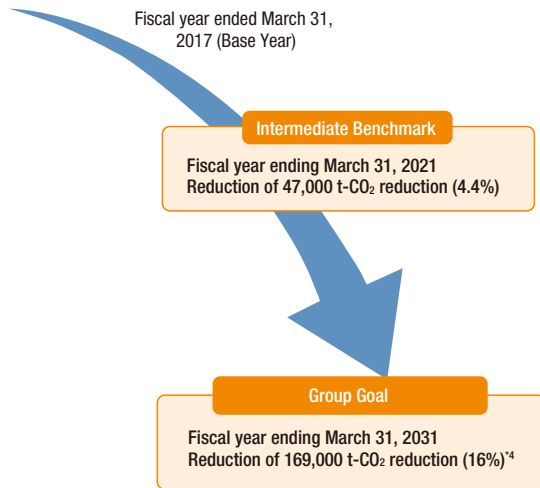 Fiscal year ended March 31,
2017 (Base Year)
Intermediate Benchmark
Fiscal year ending March 31, 2021
Reduction of 47,000 t-CO₂ reduction (4.4%)
Group Goal
Fiscal year ending March 31, 2031
Reduction of 169,000 t-CO₂ reduction (16%)*4